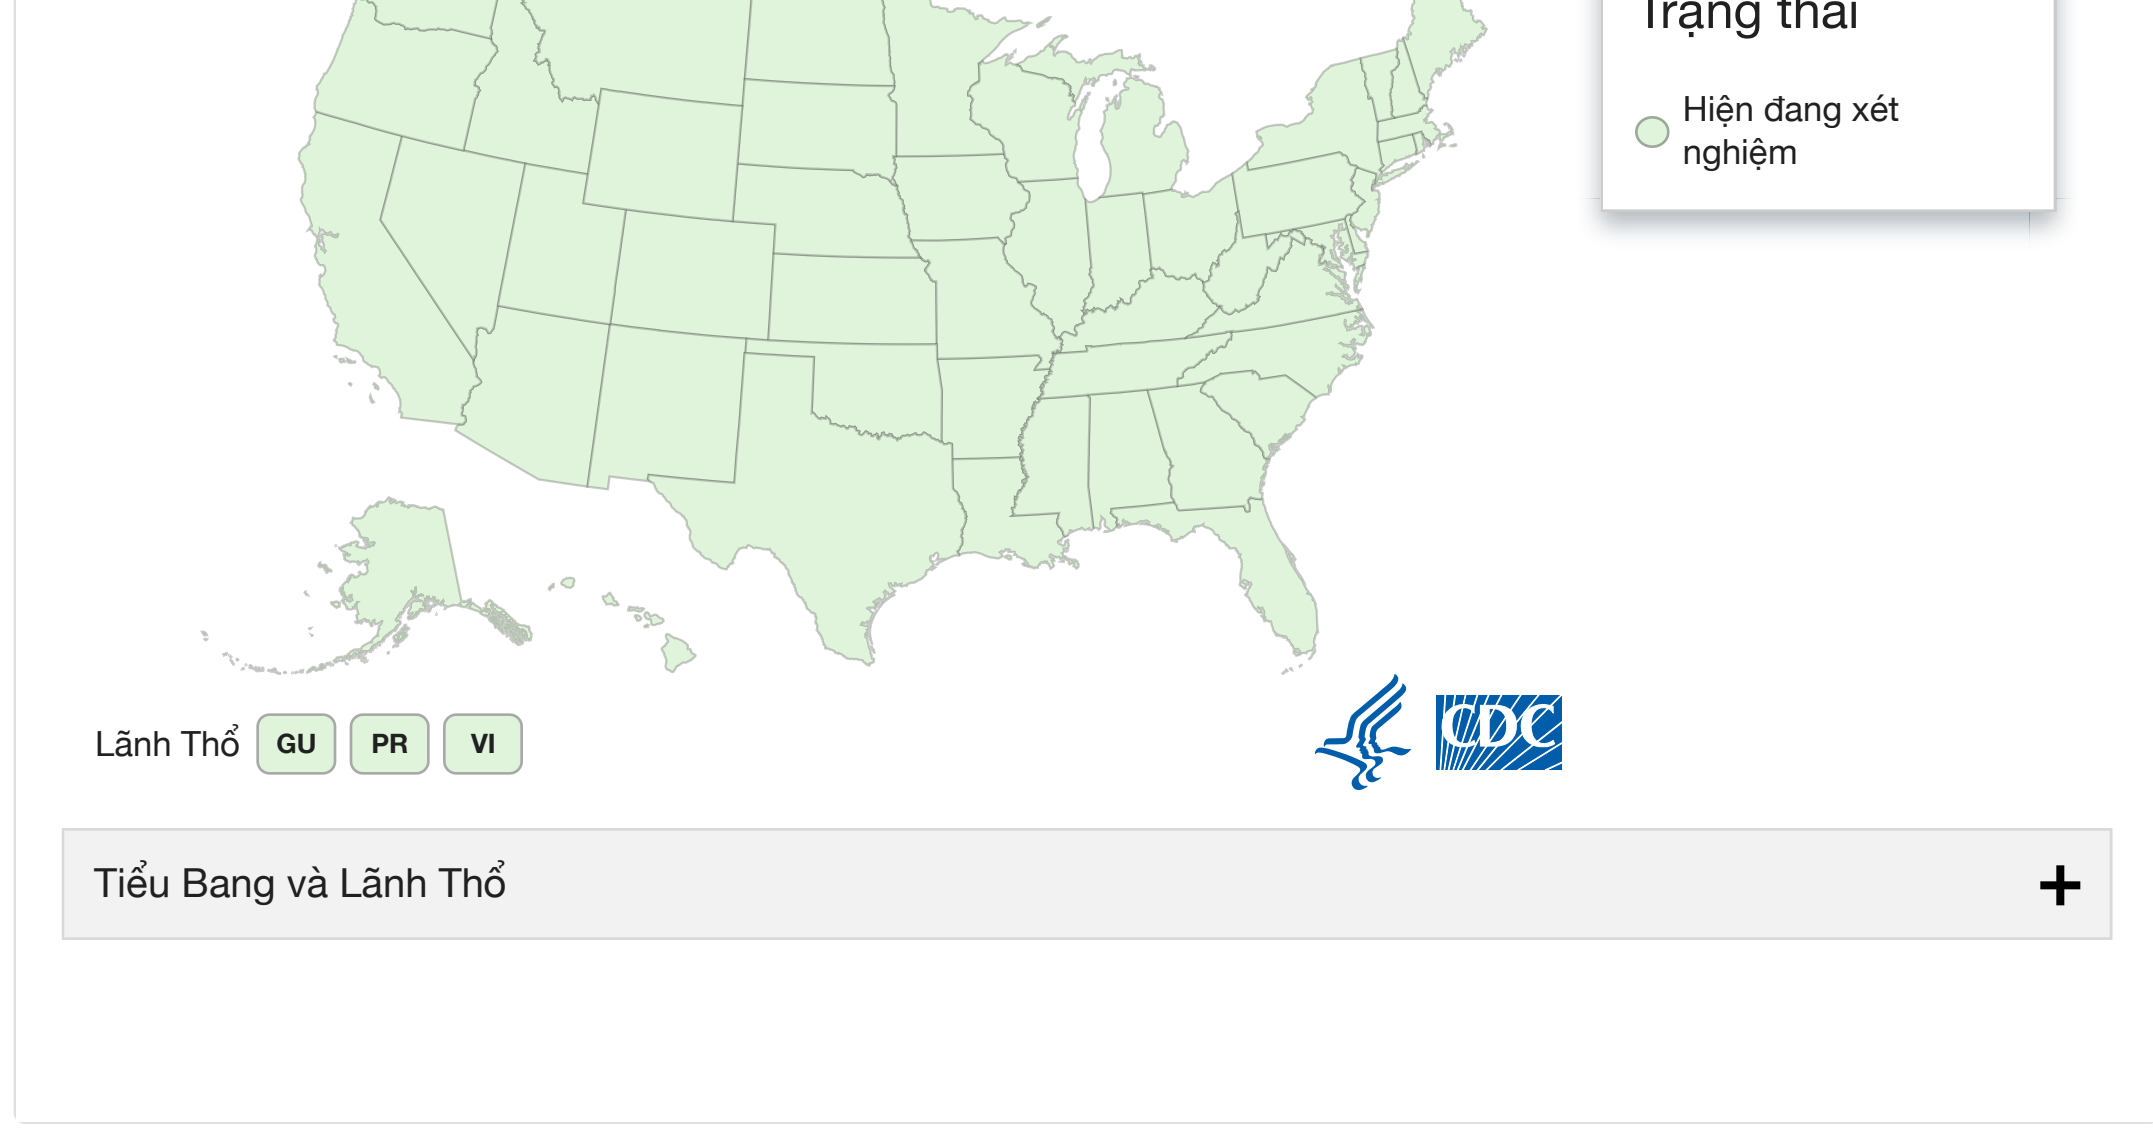 Trạng thái
Hiện đang xét
nghiệm
Lãnh Thổ GU PR VI
CDC
Tiểu Bang và Lãnh Thổ